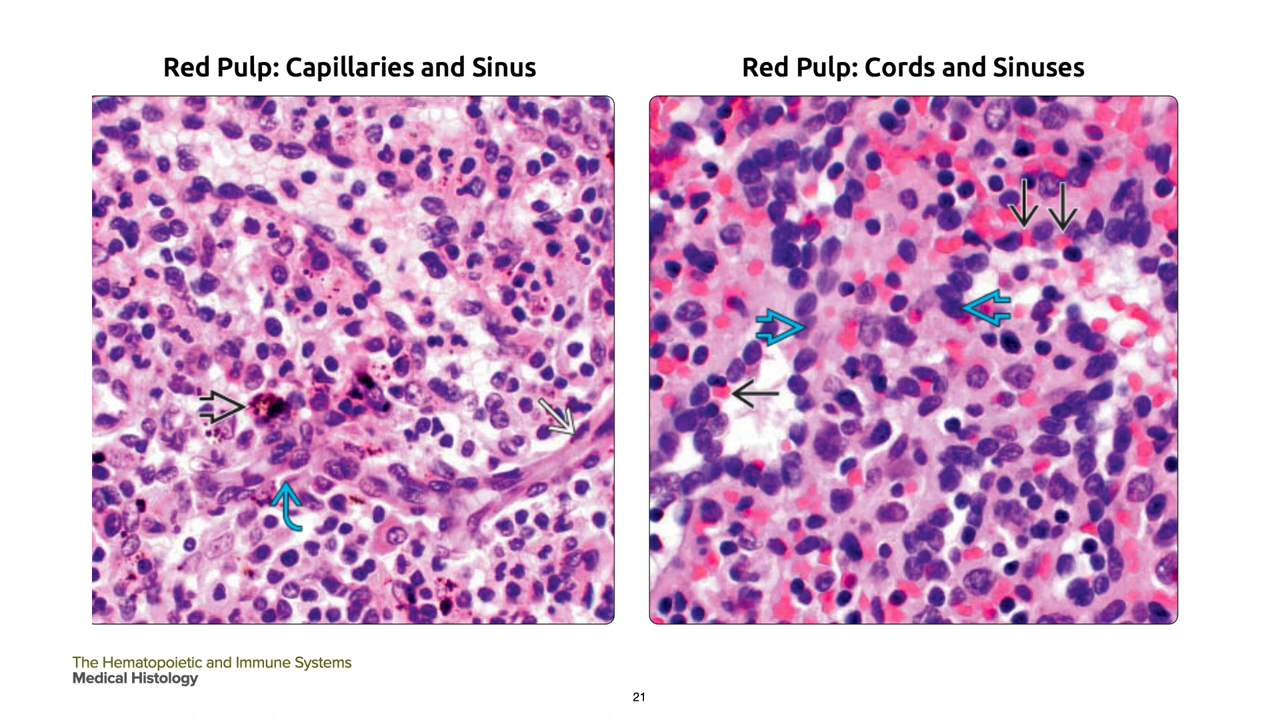 Red Pulp: Capillaries and Sinus
Red Pulp: Cords and Sinuses
The Hematopoietic and Immune Systems
Medical Histology
21